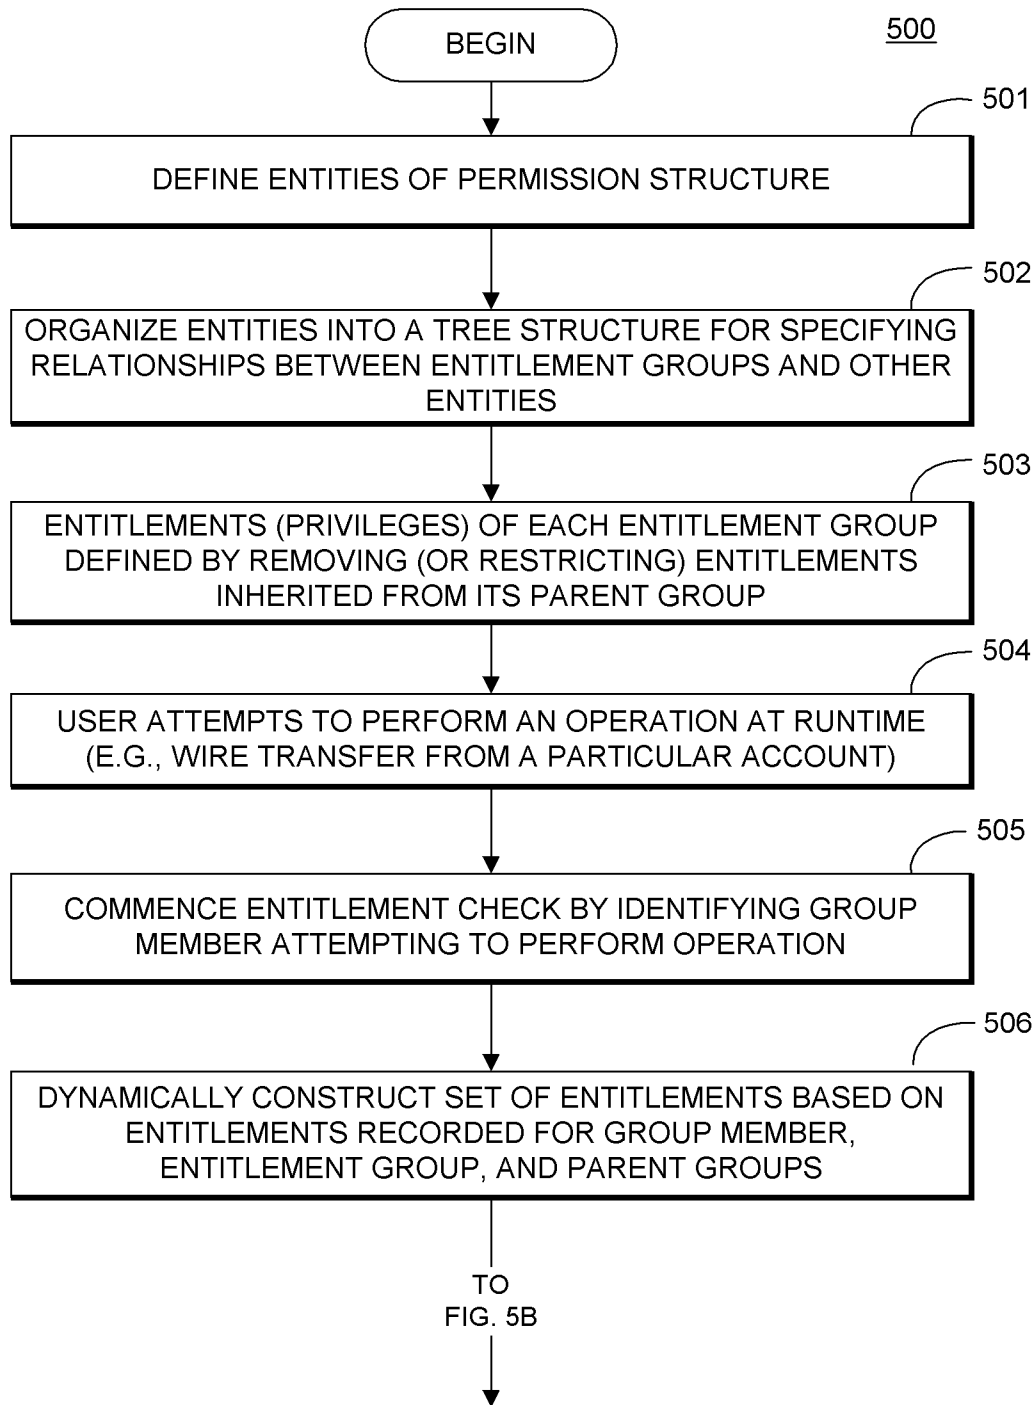 BEGIN
500
501
DEFINE ENTITIES OF PERMISSION STRUCTURE
502
ORGANIZE ENTITIES INTO A TREE STRUCTURE FOR SPECIFYING
RELATIONSHIPS BETWEEN ENTITLEMENT GROUPS AND OTHER
ENTITIES
503
ENTITLEMENTS (PRIVILEGES) OF EACH ENTITLEMENT GROUP
DEFINED BY REMOVING (OR RESTRICTING) ENTITLEMENTS
INHERITED FROM ITS PARENT GROUP
504
USER ATTEMPTS TO PERFORM AN OPERATION AT RUNTIME
(E.G., WIRE TRANSFER FROM A PARTICULAR ACCOUNT)
505
COMMENCE ENTITLEMENT CHECK BY IDENTIFYING GROUP
MEMBER ATTEMPTING TO PERFORM OPERATION
506
DYNAMICALLY CONSTRUCT SET OF ENTITLEMENTS BASED ON
ENTITLEMENTS RECORDED FOR GROUP MEMBER,
ENTITLEMENT GROUP, AND PARENT GROUPS
TO
FIG. 5B